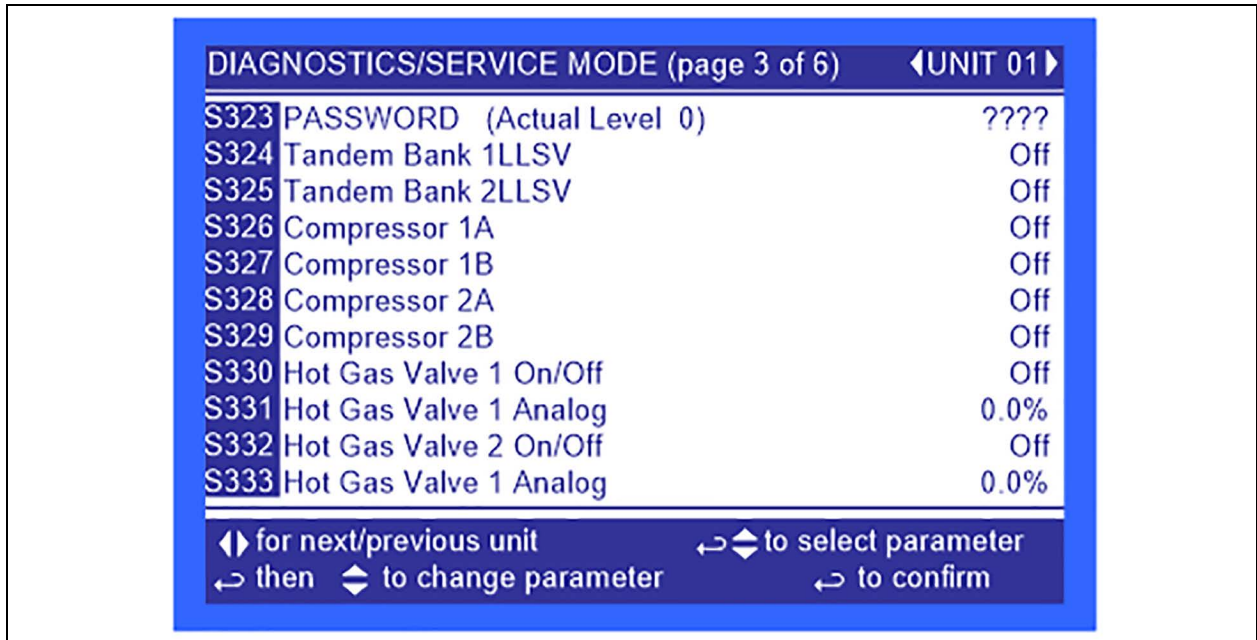 DIAGNOSTICS/SERVICE MODE (page 3 of 6) UNIT 01
S323 PASSWORD (Actual Level 0) ????
S324 Tandem Bank 1LLSV Off
S325 Tandem Bank 2LLSV Off
S326 Compressor 1A Off
S327 Compressor 1B Off
S328 Compressor 2A Off
S329 Compressor 2B Off
S330 Hot Gas Valve 1 On/Off Off
S331 Hot Gas Valve 1 Analog 0.0%
S332 Hot Gas Valve 2 On/Off Off
S333 Hot Gas Valve 1 Analog 0.0%
for next/previous unit to select parameter
then to change parameter to confirm